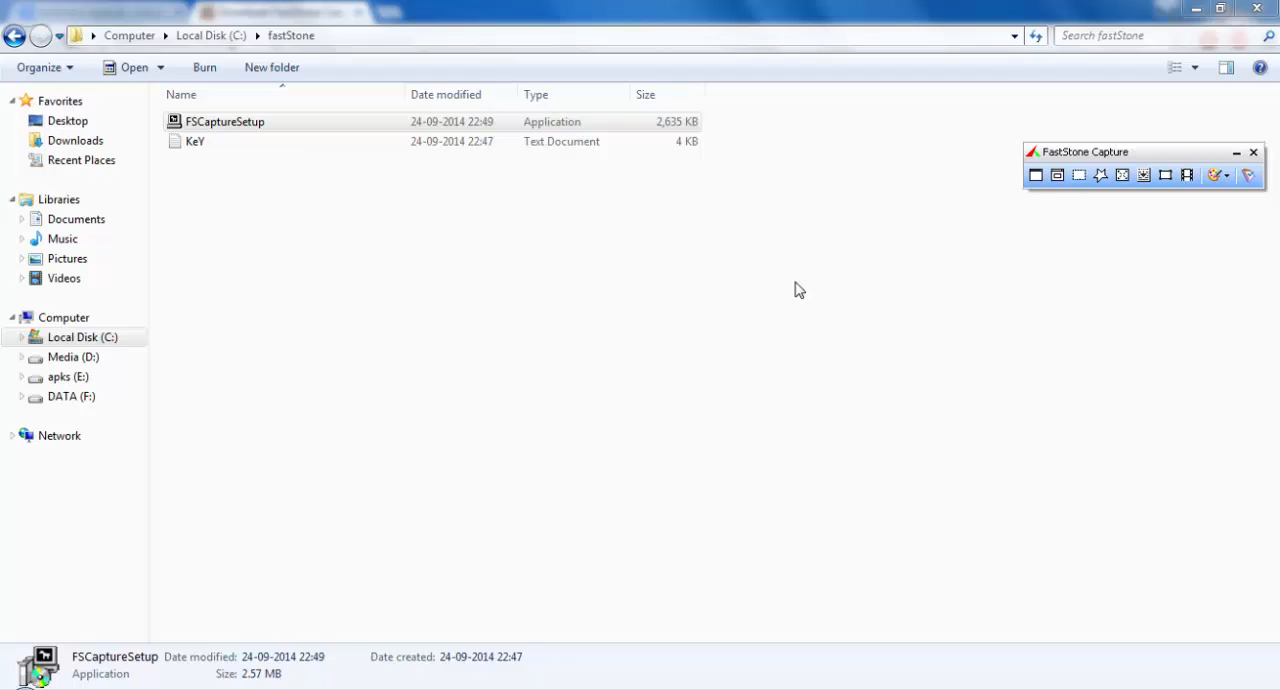 Computer Local Disk (C:) fastStone Search fastStone
Organize Open Burn New folder
Name Date modified Type Size
FSCaptureSetup 24-09-2014 22:49 Application 2,635 KB
KeY 24-09-2014 22:47 Text Document 4 KB
Favorites
Desktop
Downloads
Recent Places
Libraries
Documents
Music
Pictures
Videos
Computer
Local Disk (C:)
Media (D:)
apks (E:)
DATA (F:)
Network
FastStone Capture
FSCaptureSetup Date modified: 24-09-2014 22:49 Date created: 24-09-2014 22:47
Application Size: 2.57 MB